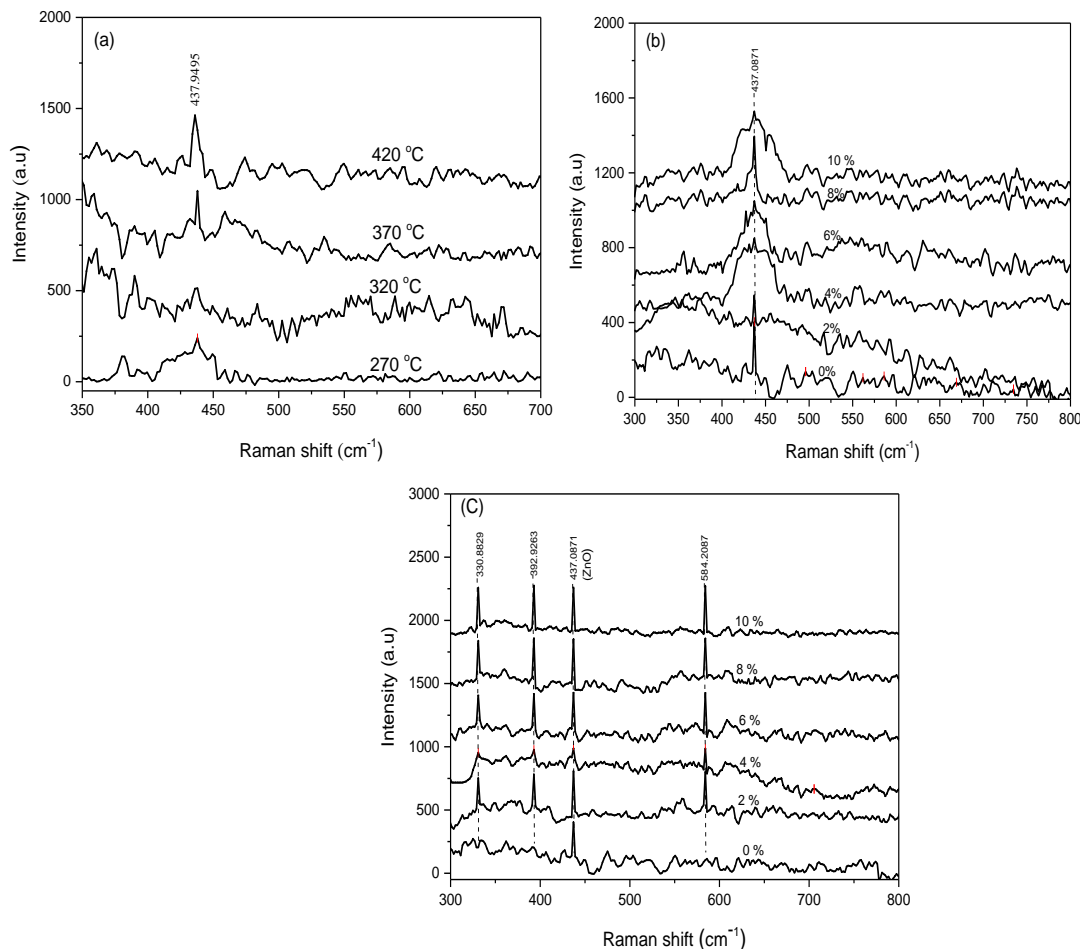 (a)
437.9495
2000
1500
1000
500
0
Intensity (a.u)
420 °C
370 °C
320 °C
270 °C
350 400 450 500 550 600 650 700
Raman shift (cm-1)
(b)
437.0871
2000
1600
1200
800
400
0
Intensity (a.u)
10 %
8%
6%
4%
2%
0%
300 350 400 450 500 550 600 650 700 750 800
Raman shift (cm-1)
(C)
330.8829
392.9263
437.0871
(ZnO)
584.2087
3000
2500
2000
1500
1000
500
0
Intensity (a.u)
10 %
8 %
6 %
4 %
2 %
0 %
300 400 500 600 700 800
Raman shift (cm-1)